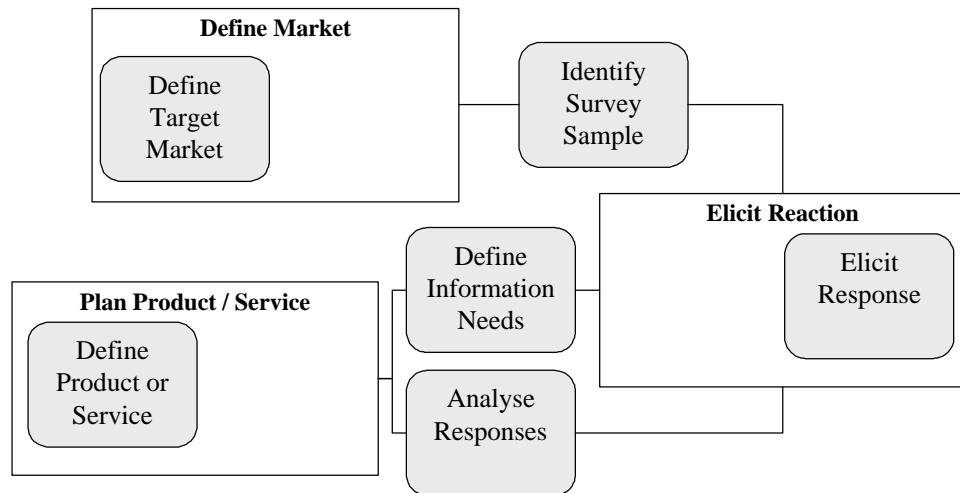 Define Market
Define
Target
Market
Identify
Survey
Sample
Elicit Reaction
Elicit
Response
Define
Information
Needs
Plan Product / Service
Define
Product or
Service
Analyse
Responses